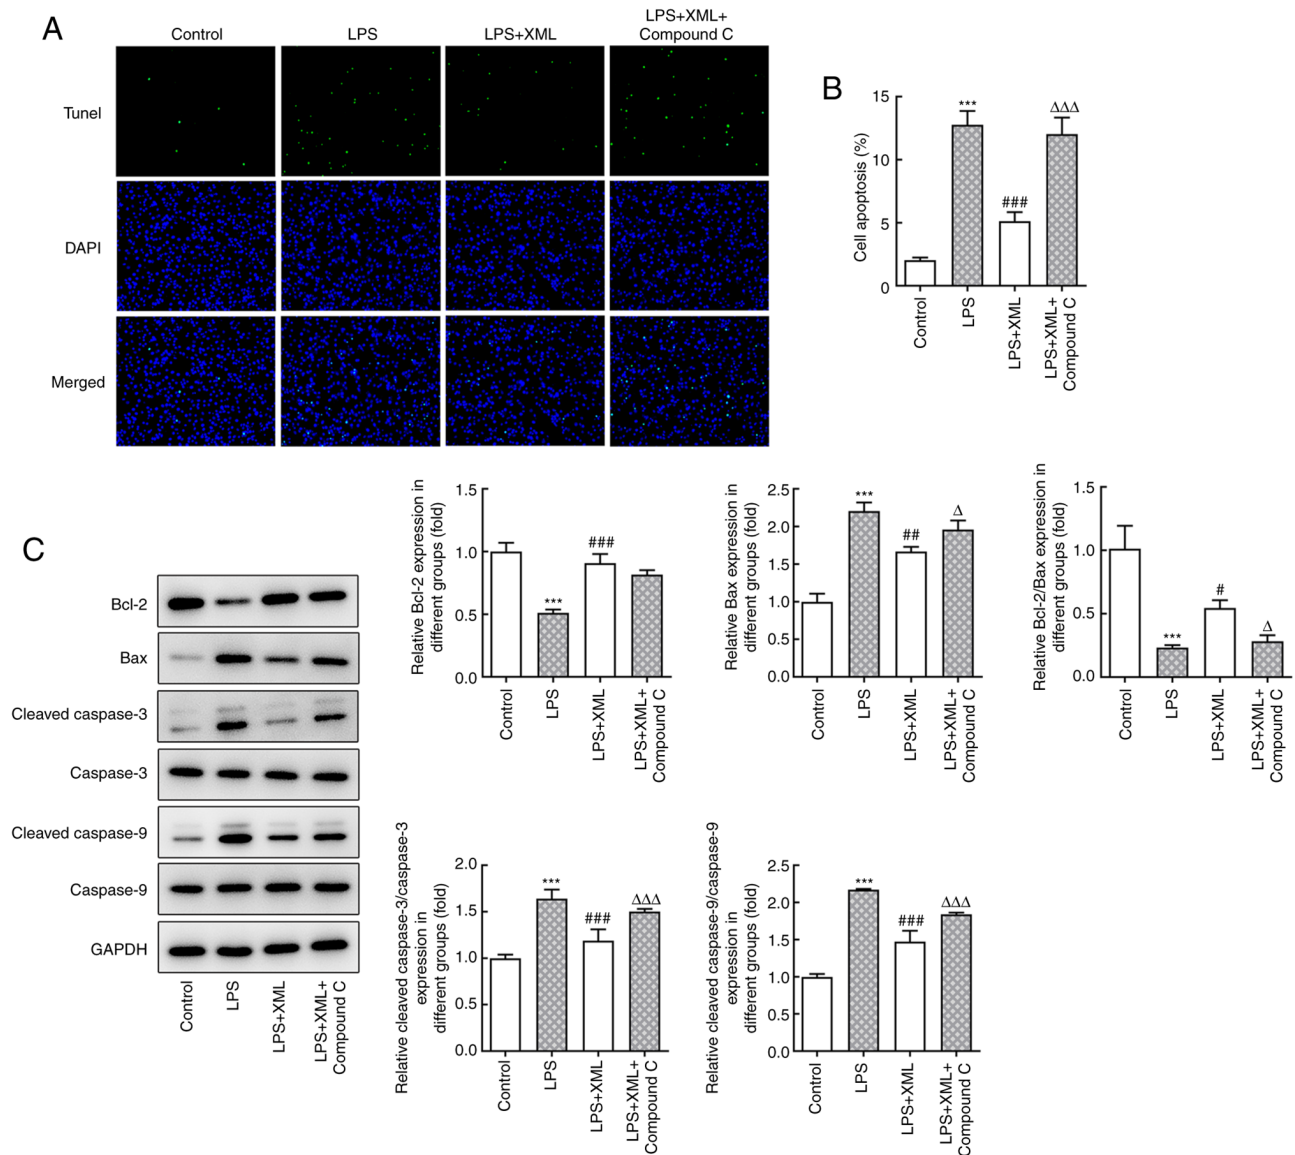 A
Control
LPS
LPS+XML
LPS+XML+
Compound C
Tunel
DAPI
Merged
B
Cell apoptosis (%)
15
10
5
0
***
###
ΔΔΔ
Control
LPS
LPS+XML
LPS+XML+
Compound C
C
Bcl-2
Bax
Cleaved caspase-3
Caspase-3
Cleaved caspase-9
Caspase-9
GAPDH
Control
LPS
LPS+XML
LPS+XML+
Compound C
Relative Bcl-2 expression in
different groups (fold)
1.5
1.0
0.5
0.0
***
###
Control
LPS
LPS+XML
LPS+XML+
Compound C
Relative Bax expression in
different groups (fold)
2.5
2.0
1.5
1.0
0.5
0.0
***
##
Δ
Control
LPS
LPS+XML
LPS+XML+
Compound C
Relative Bcl-2/Bax expression in
different groups (fold)
1.5
1.0
0.5
0.0
***
#
Δ
Control
LPS
LPS+XML
LPS+XML+
Compound C
Relative cleaved caspase-3/caspase-3
expression in
different groups (fold)
2.0
1.5
1.0
0.5
0.0
***
###
ΔΔΔ
Control
LPS
LPS+XML
LPS+XML+
Compound C
Relative cleaved caspase-9/caspase-9
expression in
different groups (fold)
2.5
2.0
1.5
1.0
0.5
0.0
***
###
ΔΔΔ
Control
LPS
LPS+XML
LPS+XML+
Compound C